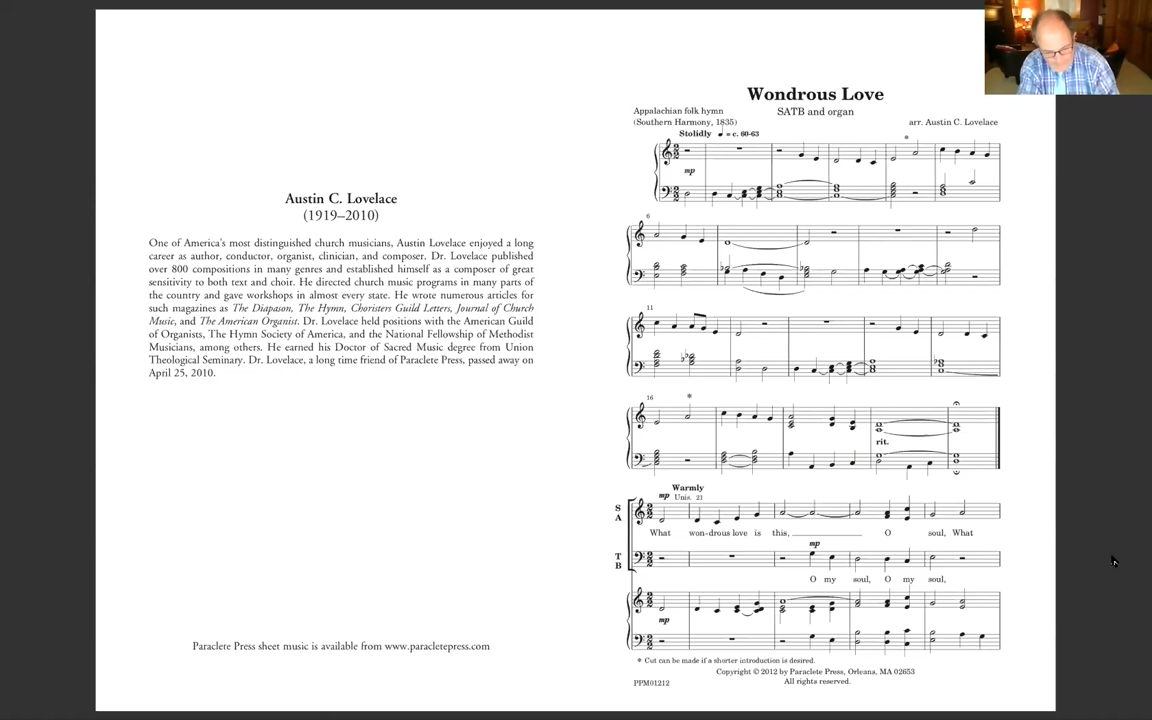 Austin C. Lovelace
(1919–2010)
One of America's most distinguished church musicians, Austin Lovelace enjoyed a long
career as author, conductor, organist, clinician, and composer. Dr. Lovelace published
over 800 compositions in many genres and established himself as a composer of great
sensitivity to both text and choir. He directed church music programs in many parts of
the country and gave workshops in almost every state. He wrote numerous articles for
such magazines as The Diapason, The Hymn, Choristers Guild Letters, Journal of Church
Music, and The American Organist. Dr. Lovelace held positions with the American Guild
of Organists, The Hymn Society of America, and the National Fellowship of Methodist
Musicians, among others. He earned his Doctor of Sacred Music degree from Union
Theological Seminary. Dr. Lovelace, a long time friend of Paraclete Press, passed away on
April 25, 2010.
Paraclete Press sheet music is available from www.paracletepress.com
Wondrous Love
Appalachian folk hymn
SATB and organ
(Southern Harmony, 1835)
arr. Austin C. Lovelace
Stolidly ♩ = c. 60-63
*
mp
6
11
16
*
rit.
Warmly
mp
Unis. 21
S
A
What won-drous love is this, O soul, What
mp
T
B
O my soul, O my soul,
mp
* Cut can be made if a shorter introduction is desired.
Copyright © 2012 by Paraclete Press, Orleans, MA 02653
PPM01212
All rights reserved.